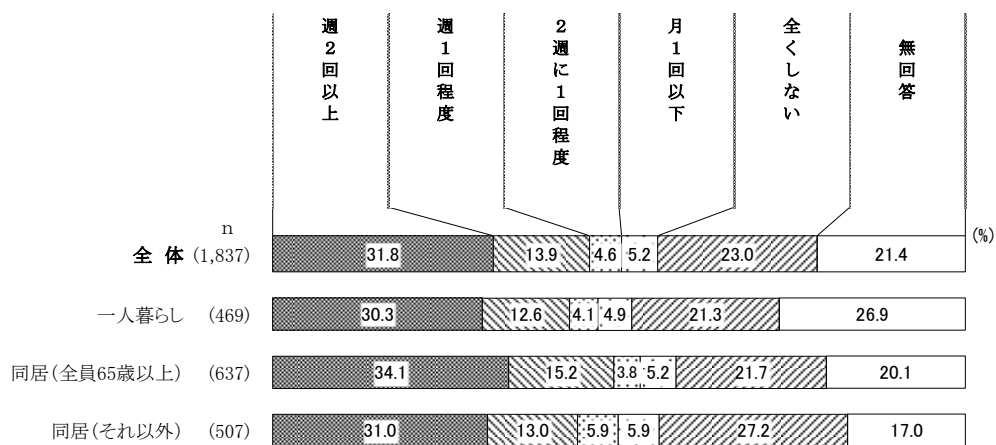 週2回以上
週1回程度
2週に1回程度
月1回以下
全くしない
無回答
n
(%)
全 体 (1,837) 31.8 13.9 4.6 5.2 23.0 21.4
一人暮らし (469) 30.3 12.6 4.1 4.9 21.3 26.9
同居(全員65歳以上) (637) 34.1 15.2 3.8 5.2 21.7 20.1
同居(それ以外) (507) 31.0 13.0 5.9 5.9 27.2 17.0